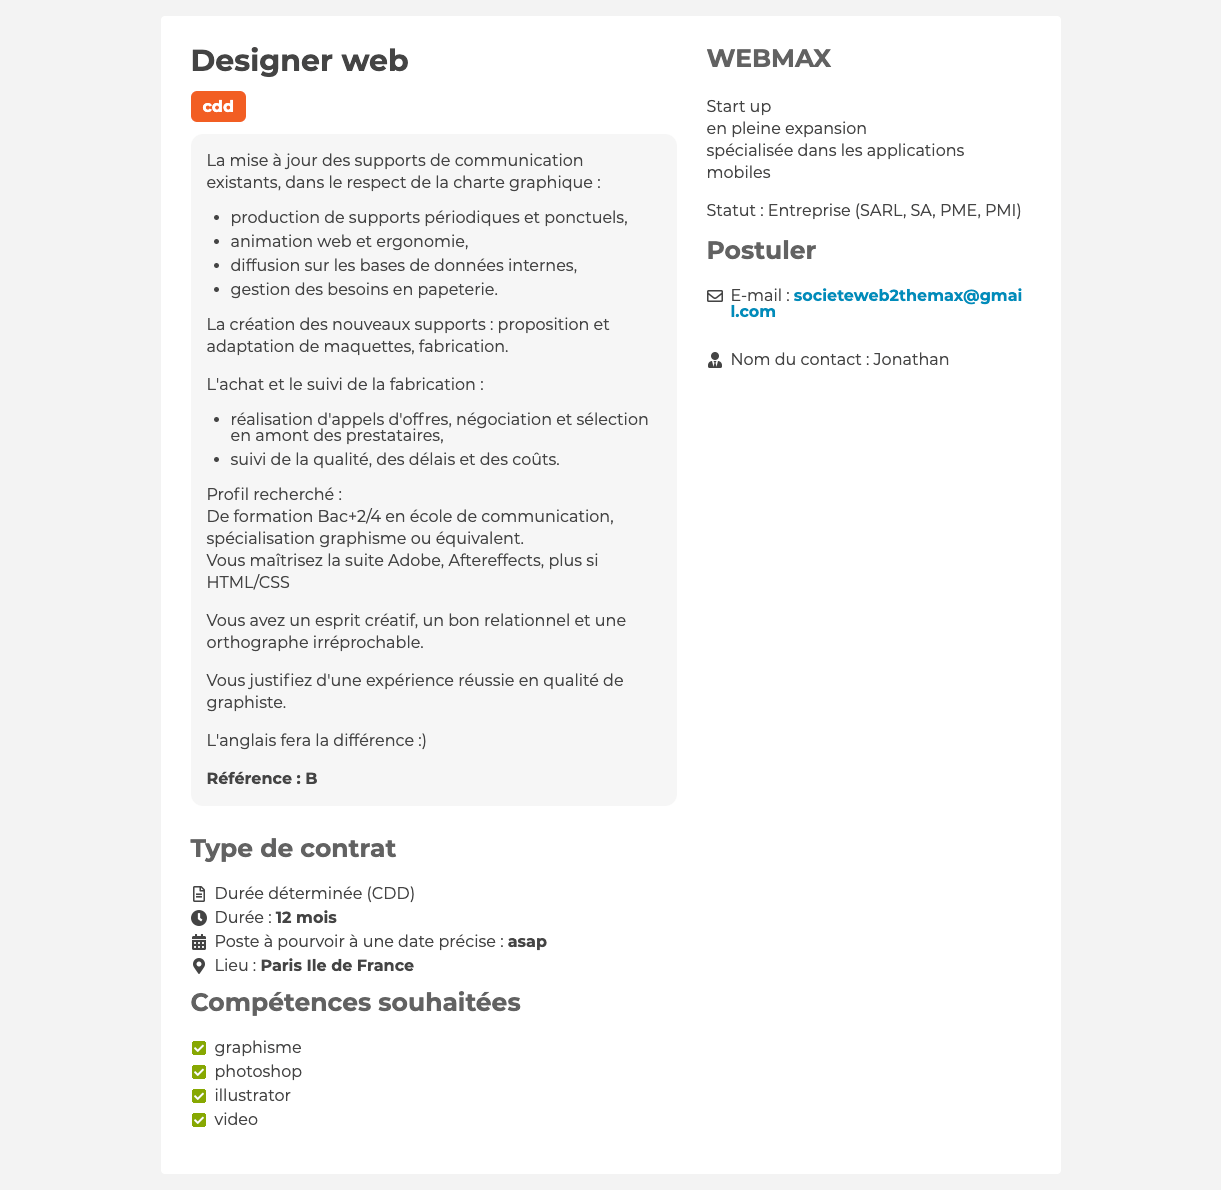 Designer web
cdd
La mise à jour des supports de communication
existants, dans le respect de la charte graphique :
• production de supports périodiques et ponctuels,
• animation web et ergonomie,
• diffusion sur les bases de données internes,
• gestion des besoins en papeterie.
La création des nouveaux supports : proposition et
adaptation de maquettes, fabrication.
L'achat et le suivi de la fabrication :
• réalisation d'appels d'offres, négociation et sélection
en amont des prestataires,
• suivi de la qualité, des délais et des coûts.
Profil recherché :
De formation Bac+2/4 en école de communication,
spécialisation graphisme ou équivalent.
Vous maîtrisez la suite Adobe, Aftereffects, plus si
HTML/CSS
Vous avez un esprit créatif, un bon relationnel et une
orthographe irréprochable.
Vous justifiez d'une expérience réussie en qualité de
graphiste.
L'anglais fera la différence :)
Référence : B
Type de contrat
Durée déterminée (CDD)
Durée : 12 mois
Poste à pourvoir à une date précise : asap
Lieu : Paris Ile de France
Compétences souhaitées
graphisme
photoshop
illustrator
video
WEBMAX
Start up
en pleine expansion
spécialisée dans les applications
mobiles
Statut : Entreprise (SARL, SA, PME, PMI)
Postuler
E-mail : societeweb2themax@gmai
l.com
Nom du contact : Jonathan